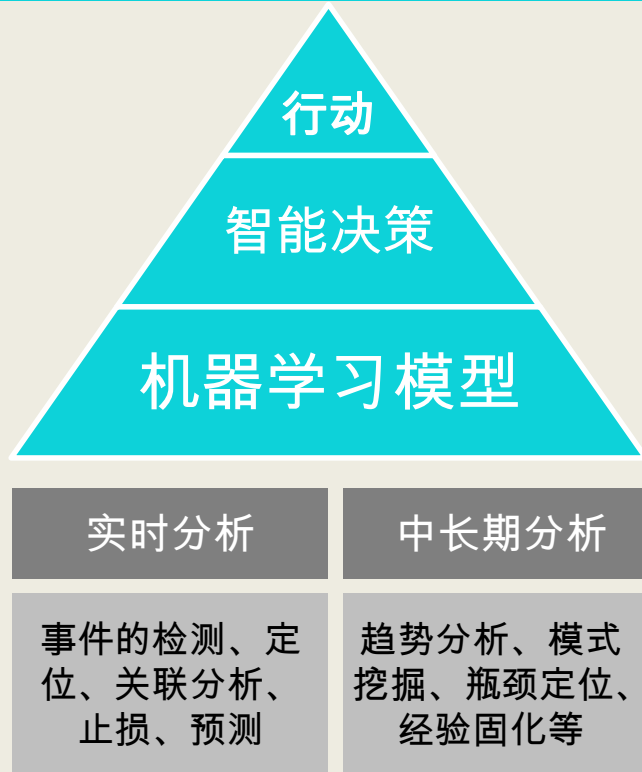 行动
智能决策
机器学习模型
实时分析
中长期分析
事件的检测、定
位、关联分析、
止损、预测
趋势分析、模式
挖掘、瓶颈定位、
经验固化等